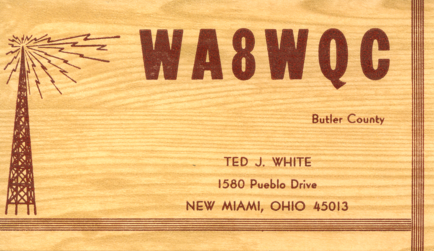 WA8WQC
Butler County
TED J. WHITE
1580 Pueblo Drive
NEW MIAMI, OHIO 45013